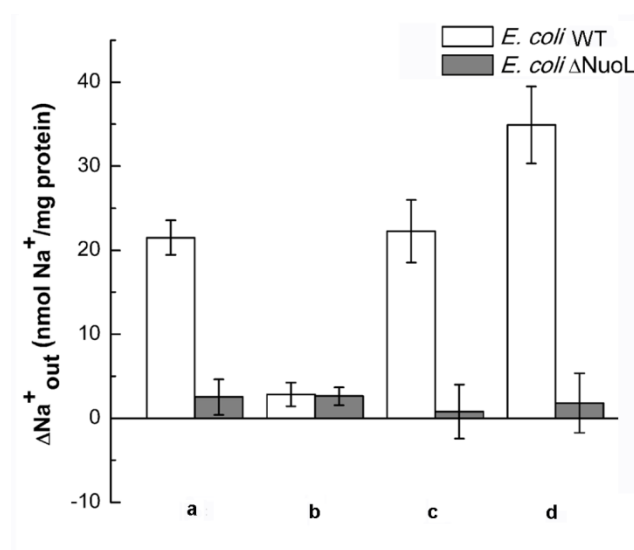 E. coli WT
E. coli ΔNuoL
ΔNa⁺out (nmol Na⁺/mg protein)
40
30
20
10
0
-10
a b c d